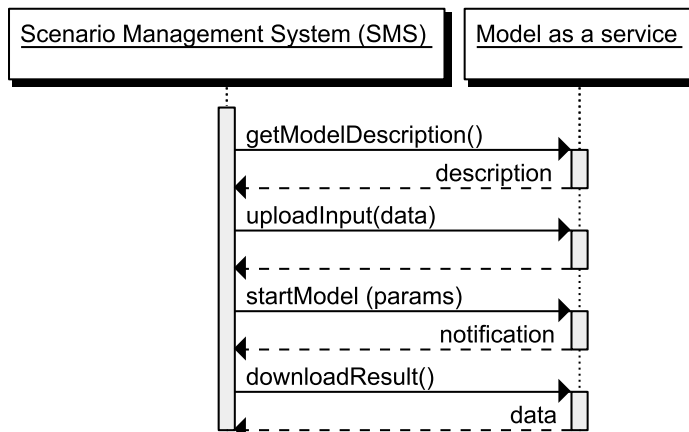 Scenario Management System (SMS)
Model as a service
getModelDescription()
description
uploadInput(data)
startModel (params)
notification
downloadResult()
data